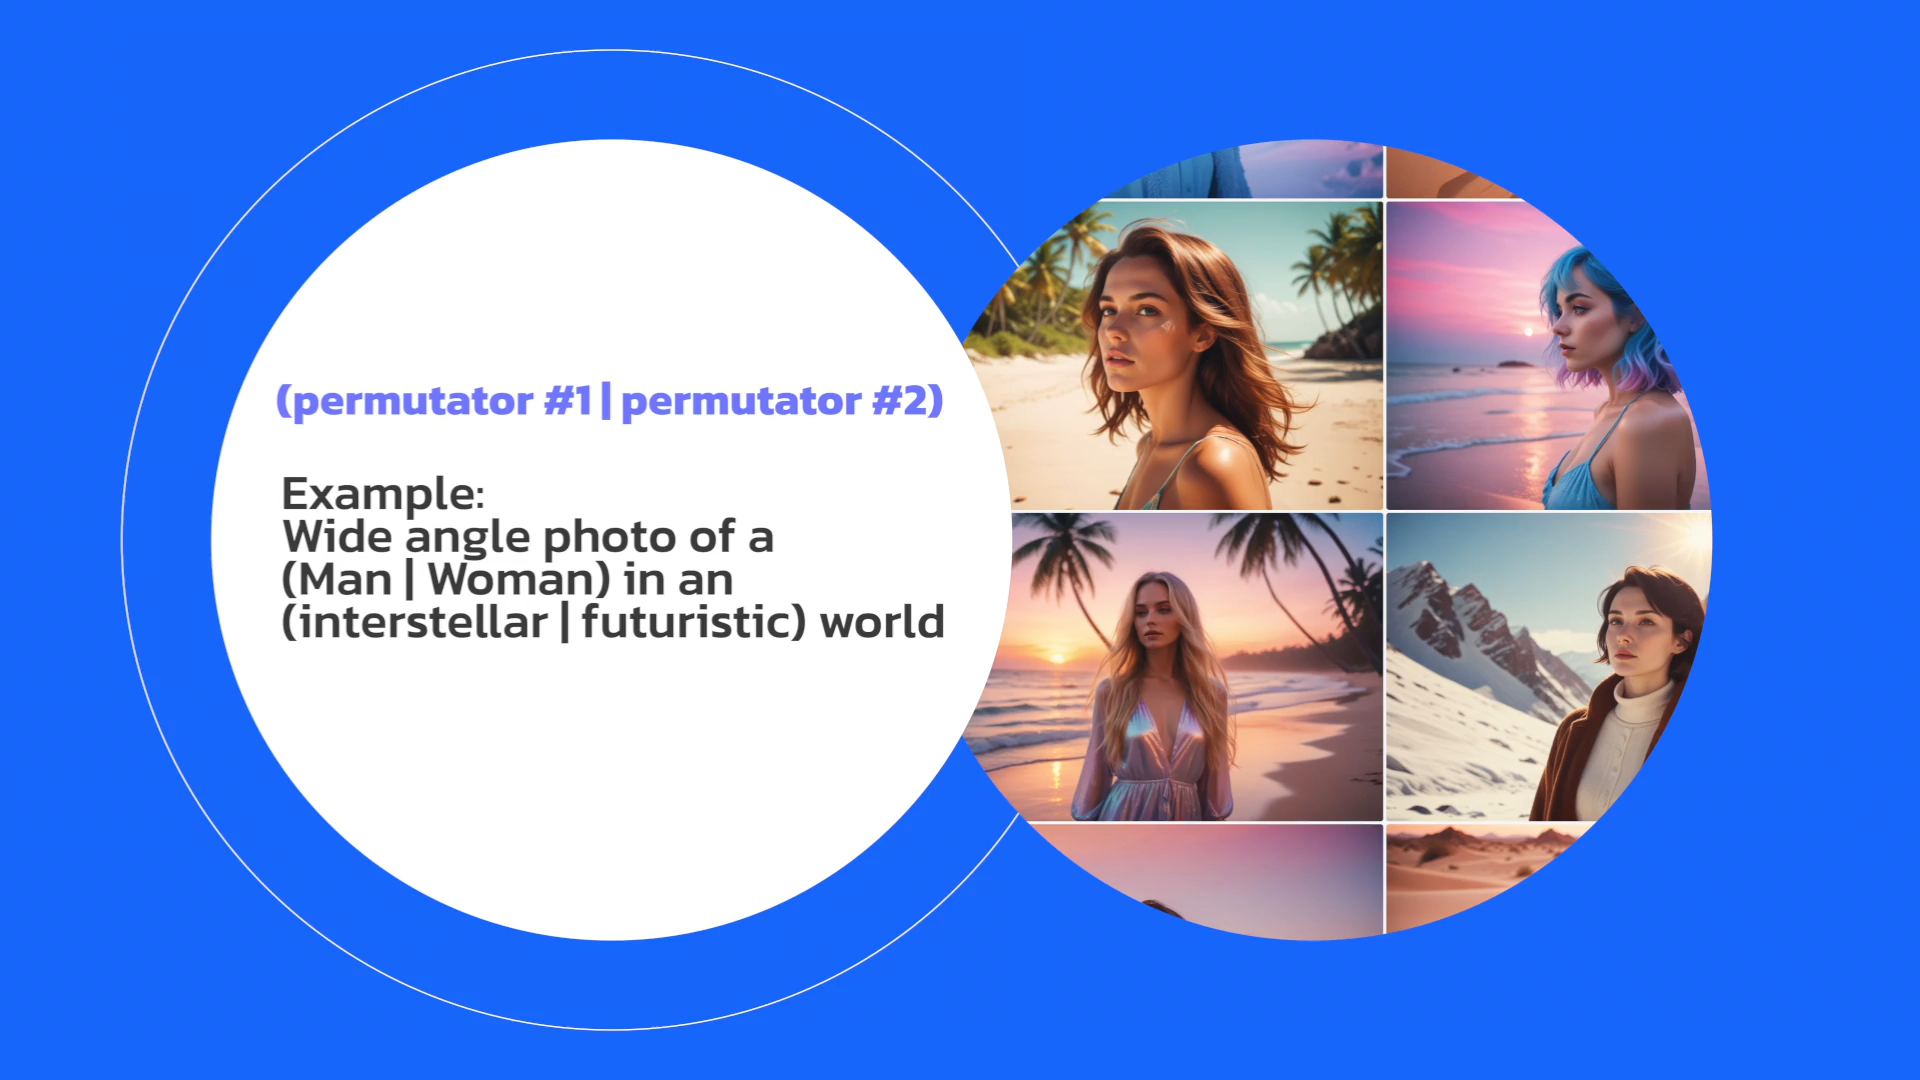 (permutator #1 | permutator #2)
Example:
Wide angle photo of a
(Man | Woman) in an
(interstellar | futuristic) world